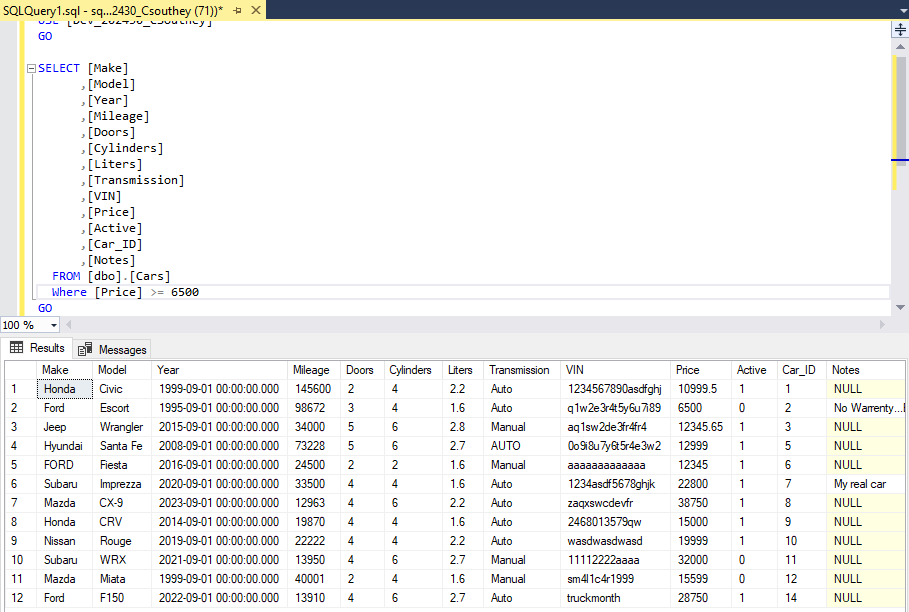 SQLQuery1.sql - sq...2430_Csouthey (71))*
USE [Dev_202430_Csouthey]
GO
SELECT [Make]
,[Model]
,[Year]
,[Mileage]
,[Doors]
,[Cylinders]
,[Liters]
,[Transmission]
,[VIN]
,[Price]
,[Active]
,[Car_ID]
,[Notes]
FROM [dbo].[Cars]
Where [Price] >= 6500
GO
100 %
Results Messages
Make Model Year Mileage Doors Cylinders Liters Transmission VIN Price Active Car_ID Notes
1 Honda Civic 1999-09-01 00:00:00.000 145600 2 4 2.2 Auto 1234567890asdfghj 10999.5 1 1 NULL
2 Ford Escort 1995-09-01 00:00:00.000 98672 3 4 1.6 Auto q1w2e3r4t5y6u7i89 6500 0 2 No Warrenty...
3 Jeep Wrangler 2015-09-01 00:00:00.000 34000 5 6 2.8 Manual aq1sw2de3fr4fr4 12345.65 1 3 NULL
4 Hyundai Santa Fe 2008-09-01 00:00:00.000 73228 5 6 2.7 AUTO 0o9i8u7y6t5r4e3w2 12999 1 5 NULL
5 FORD Fiesta 2016-09-01 00:00:00.000 24500 2 2 1.6 Manual aaaaaaaaaaaaa 12345 1 6 NULL
6 Subaru Imprezza 2020-09-01 00:00:00.000 33500 4 4 1.6 Auto 1234asdf5678ghjk 22800 1 7 My real car
7 Mazda CX-9 2023-09-01 00:00:00.000 12963 4 6 2.2 Auto zaqxswcdevfr 38750 1 8 NULL
8 Honda CRV 2014-09-01 00:00:00.000 19870 4 4 1.6 Auto 2468013579qw 15000 1 9 NULL
9 Nissan Rouge 2019-09-01 00:00:00.000 22222 4 4 2.2 Auto wasdwasdwasd 19999 1 10 NULL
10 Subaru WRX 2021-09-01 00:00:00.000 13950 4 6 2.7 Manual 11112222aaaa 32000 0 11 NULL
11 Mazda Miata 1999-09-01 00:00:00.000 40001 2 4 1.6 Manual sm4l1c4r1999 15599 0 12 NULL
12 Ford F150 2022-09-01 00:00:00.000 13910 4 6 2.7 Auto truckmonth 28750 1 14 NULL